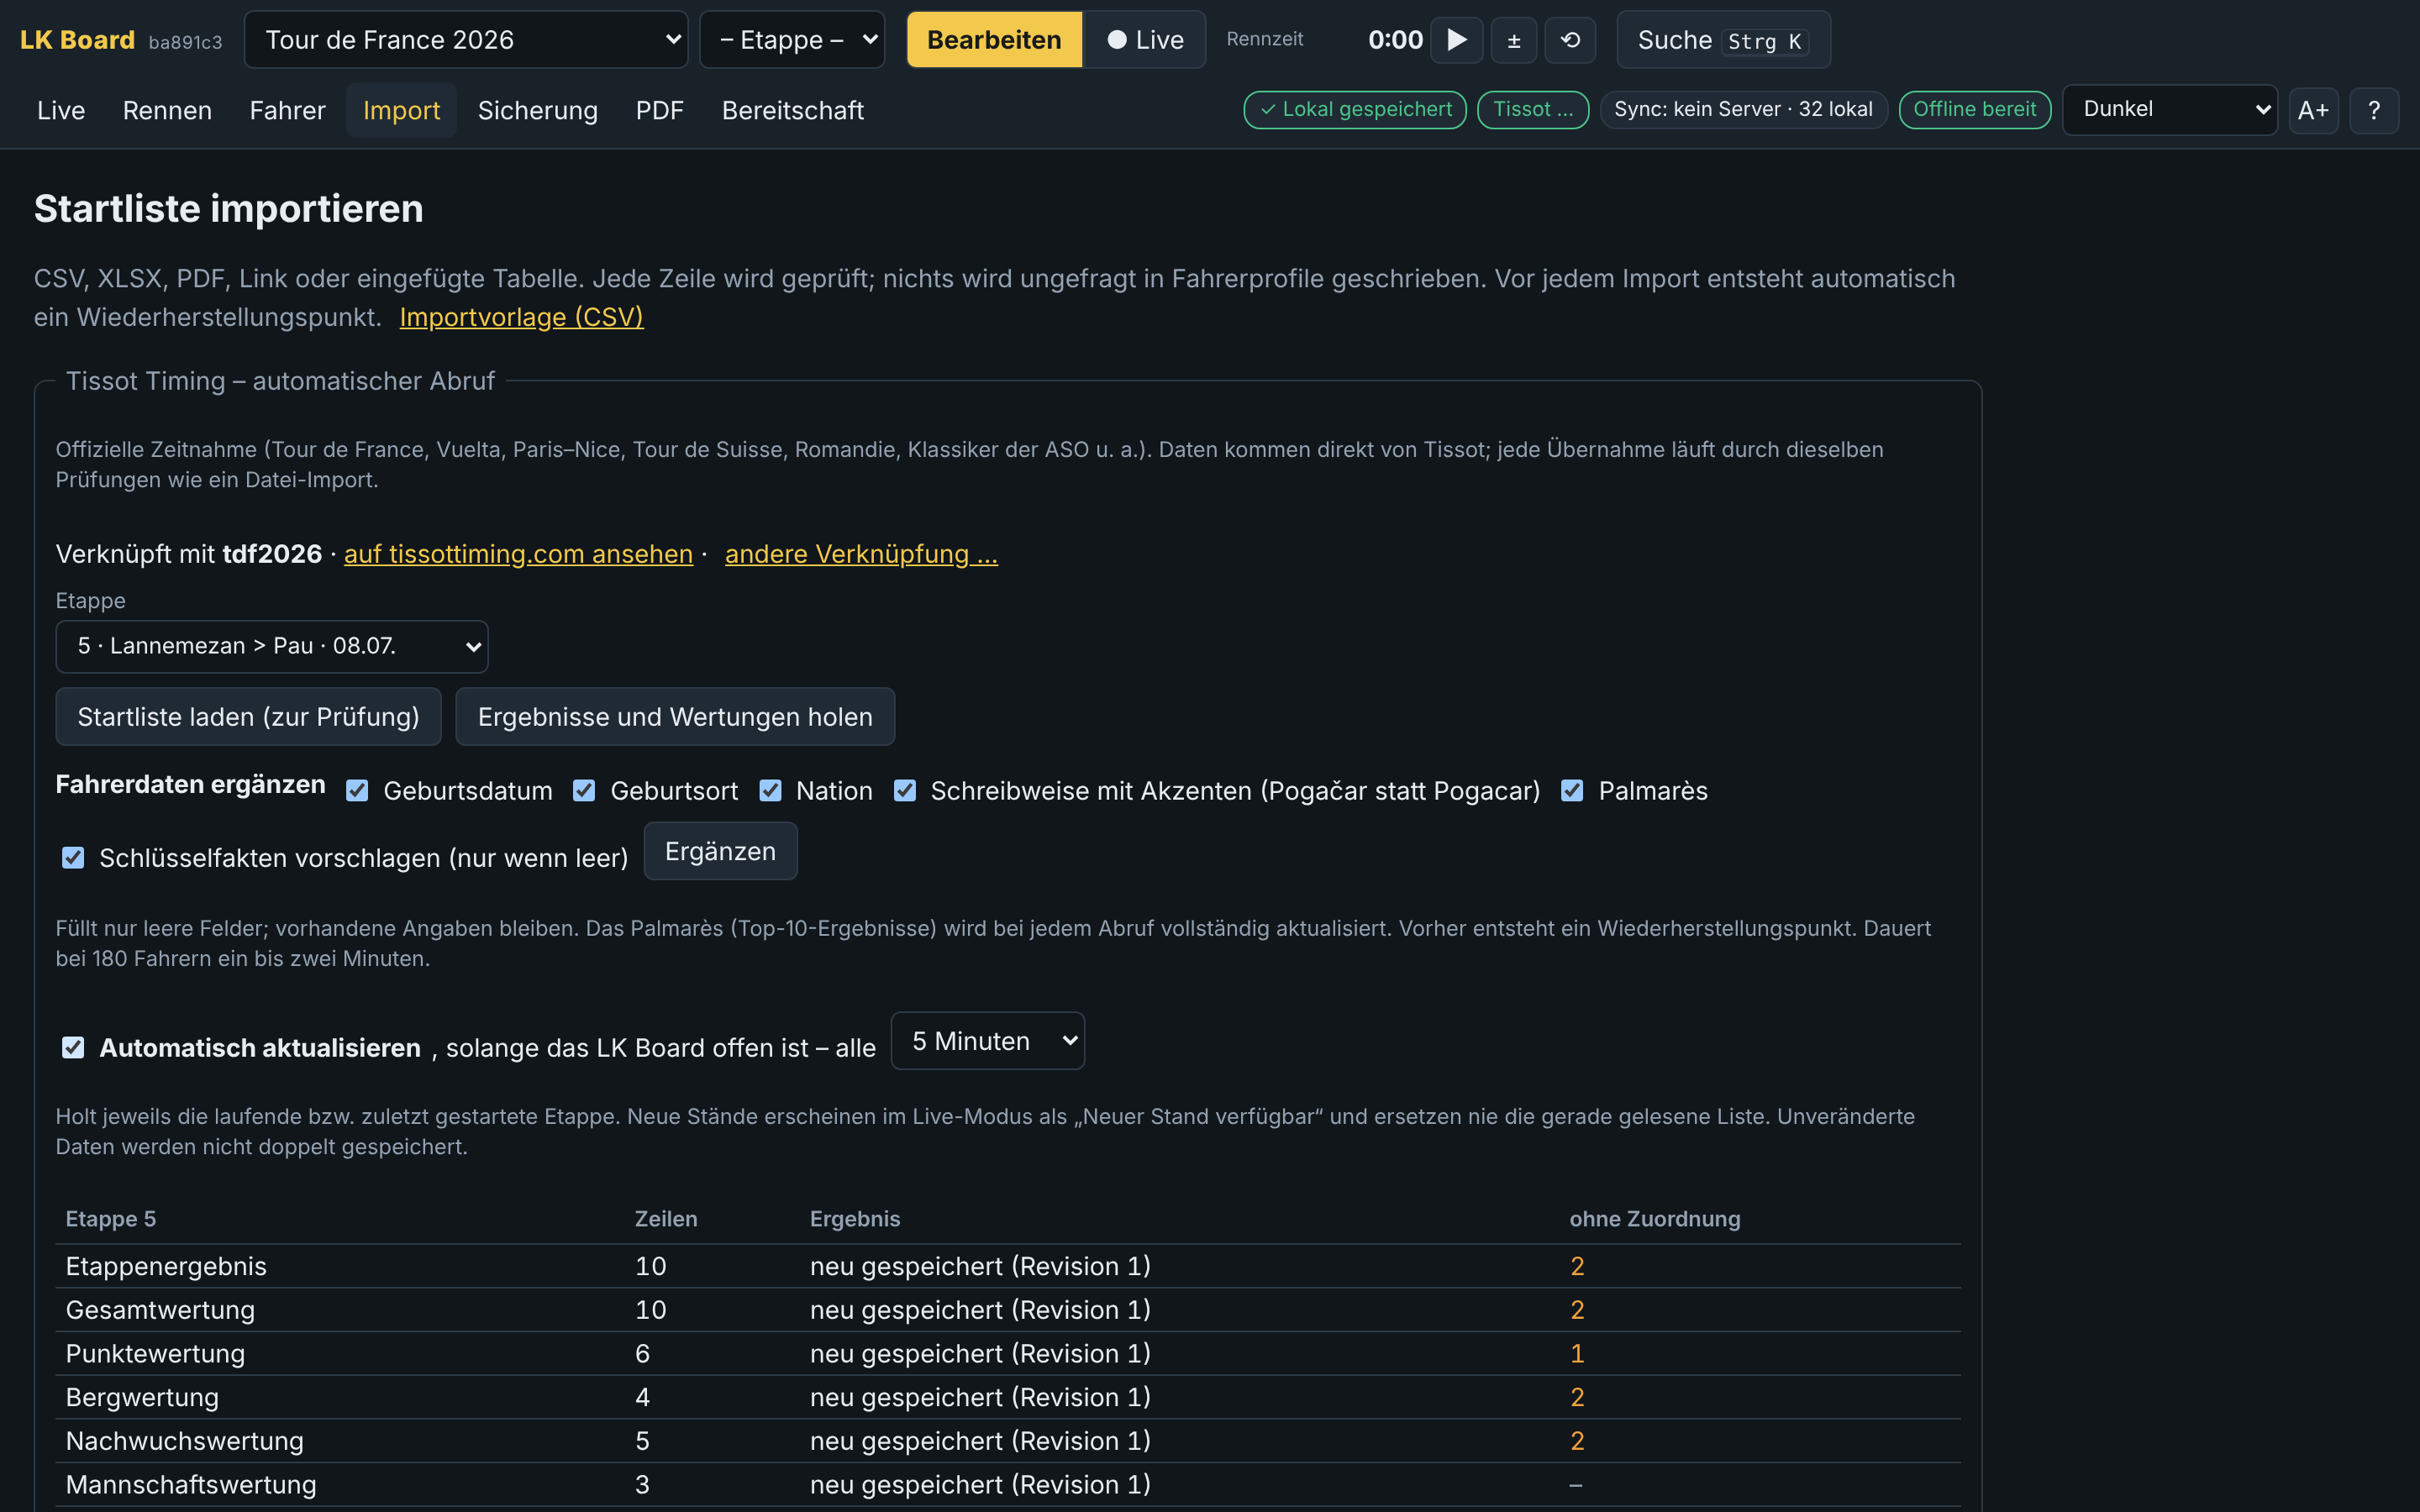 LK Board ba891c3 Tour de France 2026 – Etappe – Bearbeiten Live Rennzeit 0:00 ▶ ± ⟲ Suche Strg K
Live Rennen Fahrer Import Sicherung PDF Bereitschaft ✓ Lokal gespeichert Tissot ... Sync: kein Server · 32 lokal Offline bereit Dunkel A+ ?
Startliste importieren
CSV, XLSX, PDF, Link oder eingefügte Tabelle. Jede Zeile wird geprüft; nichts wird ungefragt in Fahrerprofile geschrieben. Vor jedem Import entsteht automatisch
ein Wiederherstellungspunkt. Importvorlage (CSV)
Tissot Timing – automatischer Abruf
Offizielle Zeitnahme (Tour de France, Vuelta, Paris–Nice, Tour de Suisse, Romandie, Klassiker der ASO u. a.). Daten kommen direkt von Tissot; jede Übernahme läuft durch dieselben
Prüfungen wie ein Datei-Import.
Verknüpft mit tdf2026 · auf tissottiming.com ansehen · andere Verknüpfung ...
Etappe
5 · Lannemezan > Pau · 08.07.
Startliste laden (zur Prüfung) Ergebnisse und Wertungen holen
Fahrerdaten ergänzen Geburtsdatum Geburtsort Nation Schreibweise mit Akzenten (Pogačar statt Pogacar) Palmarès
Schlüsselfakten vorschlagen (nur wenn leer) Ergänzen
Füllt nur leere Felder; vorhandene Angaben bleiben. Das Palmarès (Top-10-Ergebnisse) wird bei jedem Abruf vollständig aktualisiert. Vorher entsteht ein Wiederherstellungspunkt. Dauert
bei 180 Fahrern ein bis zwei Minuten.
Automatisch aktualisieren , solange das LK Board offen ist – alle 5 Minuten
Holt jeweils die laufende bzw. zuletzt gestartete Etappe. Neue Stände erscheinen im Live-Modus als „Neuer Stand verfügbar“ und ersetzen nie die gerade gelesene Liste. Unveränderte
Daten werden nicht doppelt gespeichert.
Etappe 5 Zeilen Ergebnis ohne Zuordnung
Etappenergebnis 10 neu gespeichert (Revision 1) 2
Gesamtwertung 10 neu gespeichert (Revision 1) 2
Punktewertung 6 neu gespeichert (Revision 1) 1
Bergwertung 4 neu gespeichert (Revision 1) 2
Nachwuchswertung 5 neu gespeichert (Revision 1) 2
Mannschaftswertung 3 neu gespeichert (Revision 1) –